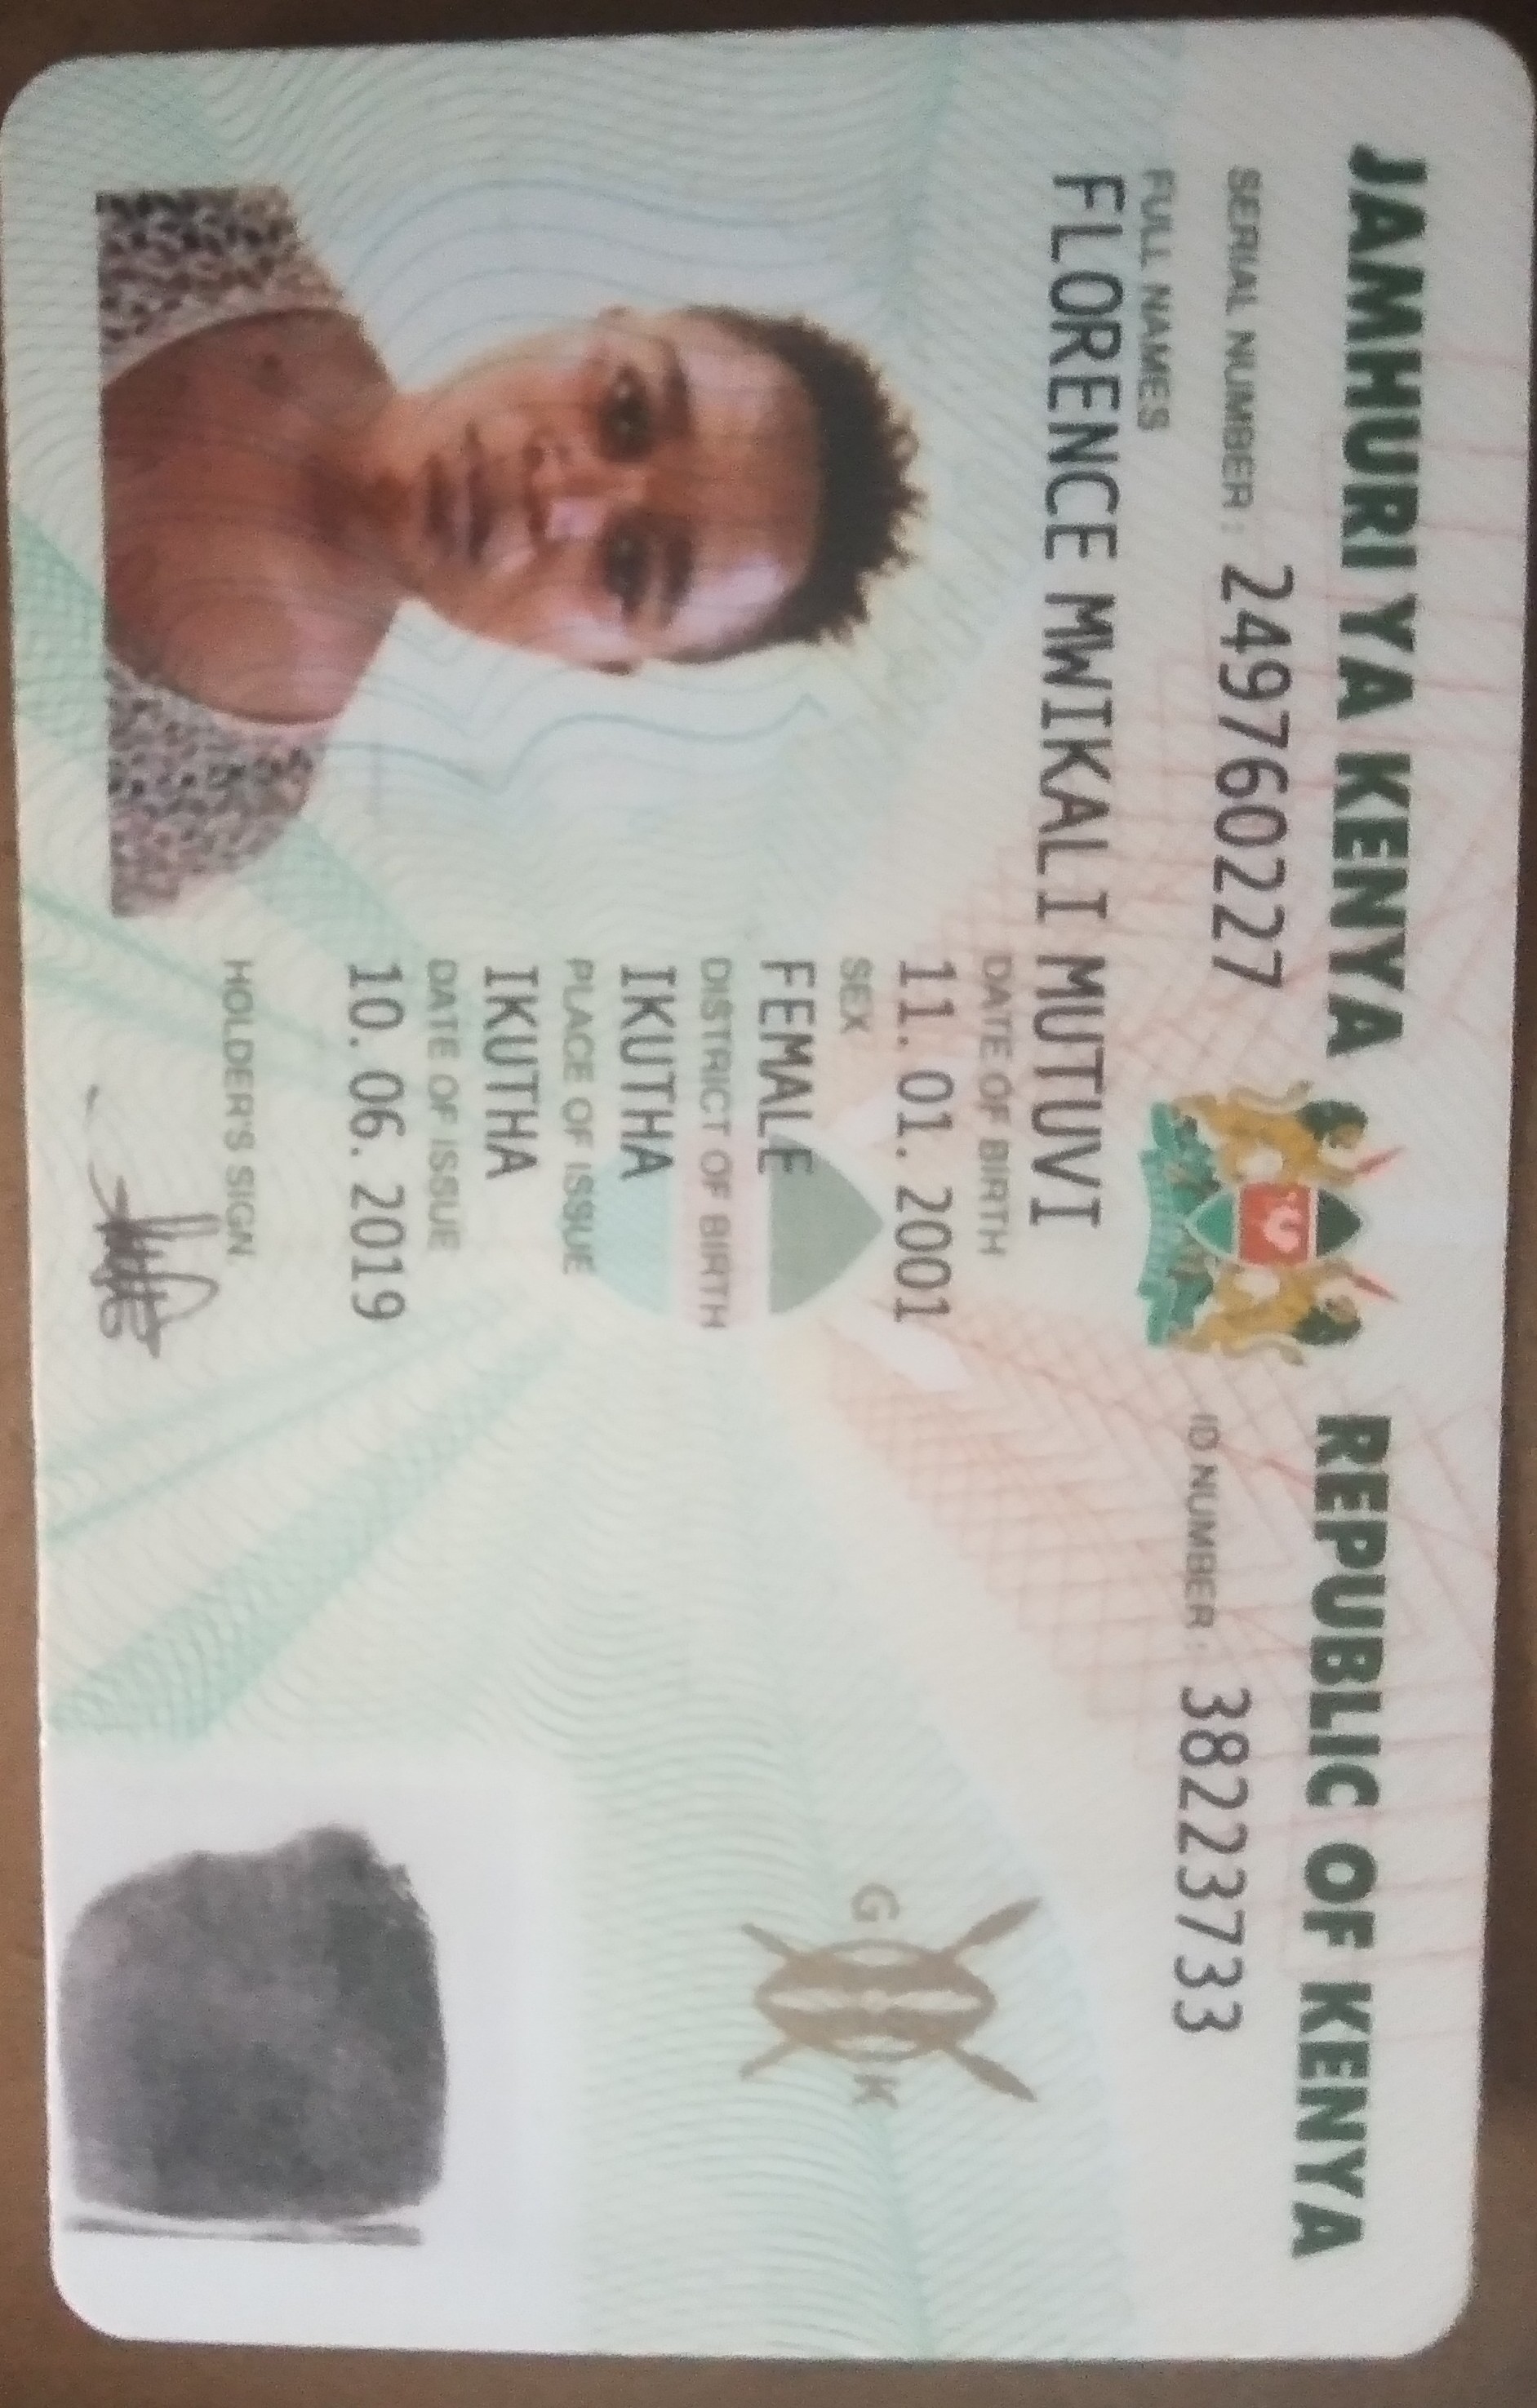 JAMHURI YA KENYA REPUBLIC OF KENYA
SERIAL NUMBER: 249760227 ID NUMBER: 38223733
FULL NAMES
FLORENCE MWIKALI MUTUVI
DATE OF BIRTH
11. 01. 2001
SEX
FEMALE
DISTRICT OF BIRTH
IKUTHA
PLACE OF ISSUE
IKUTHA
DATE OF ISSUE
10. 06. 2019
HOLDER'S SIGN.
G K